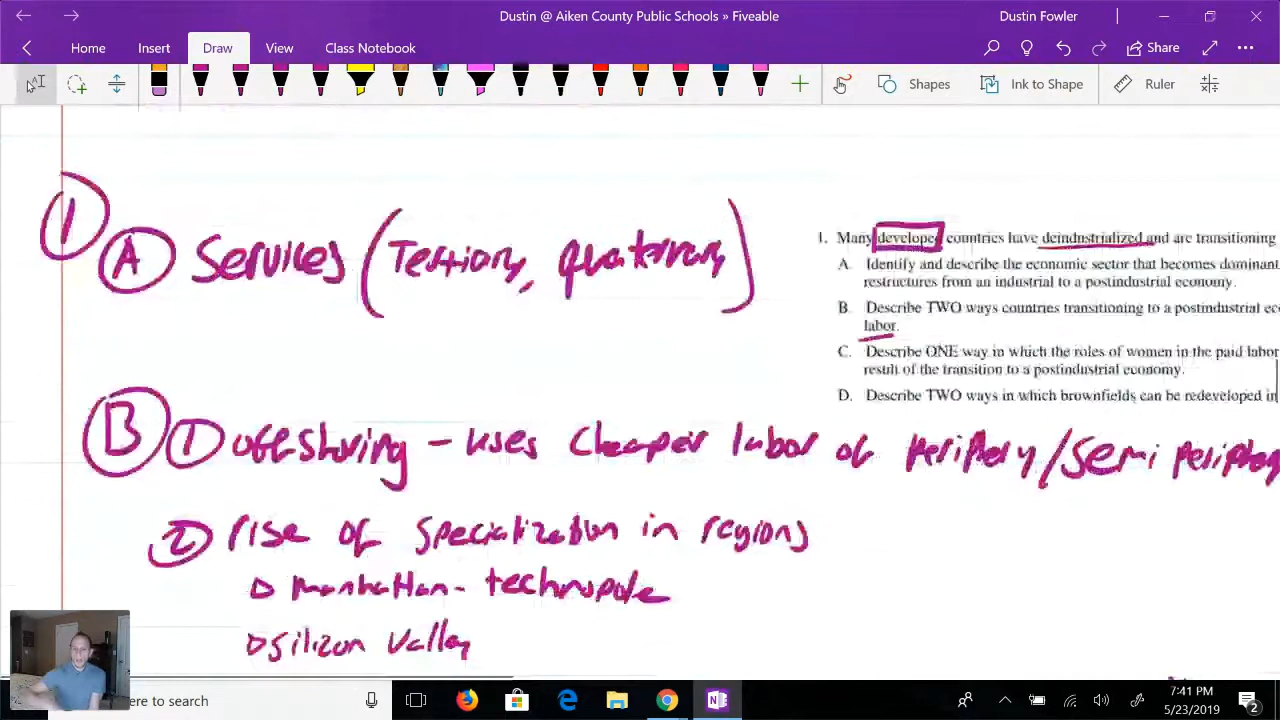 Dustin @ Aiken County Public Schools » Fiveable
Dustin Fowler
Home Insert Draw View Class Notebook
Share
Shapes
Ink to Shape
Ruler
1
A Services (Tertiary, quaternary)
1. Many developed countries have deindustrialized and are transitioning
A. Identify and describe the economic sector that becomes dominant
restructures from an industrial to a postindustrial economy.
B. Describe TWO ways countries transitioning to a postindustrial eco
labor.
C. Describe ONE way in which the roles of women in the paid labor
result of the transition to a postindustrial economy.
D. Describe TWO ways in which brownfields can be redeveloped in
B 1 offshoring - uses cheaper labor of
/semi
2 rise of specialization in regions
Manhattan - technopole
silicon valley
ere to search
7:41 PM
5/23/2019
2